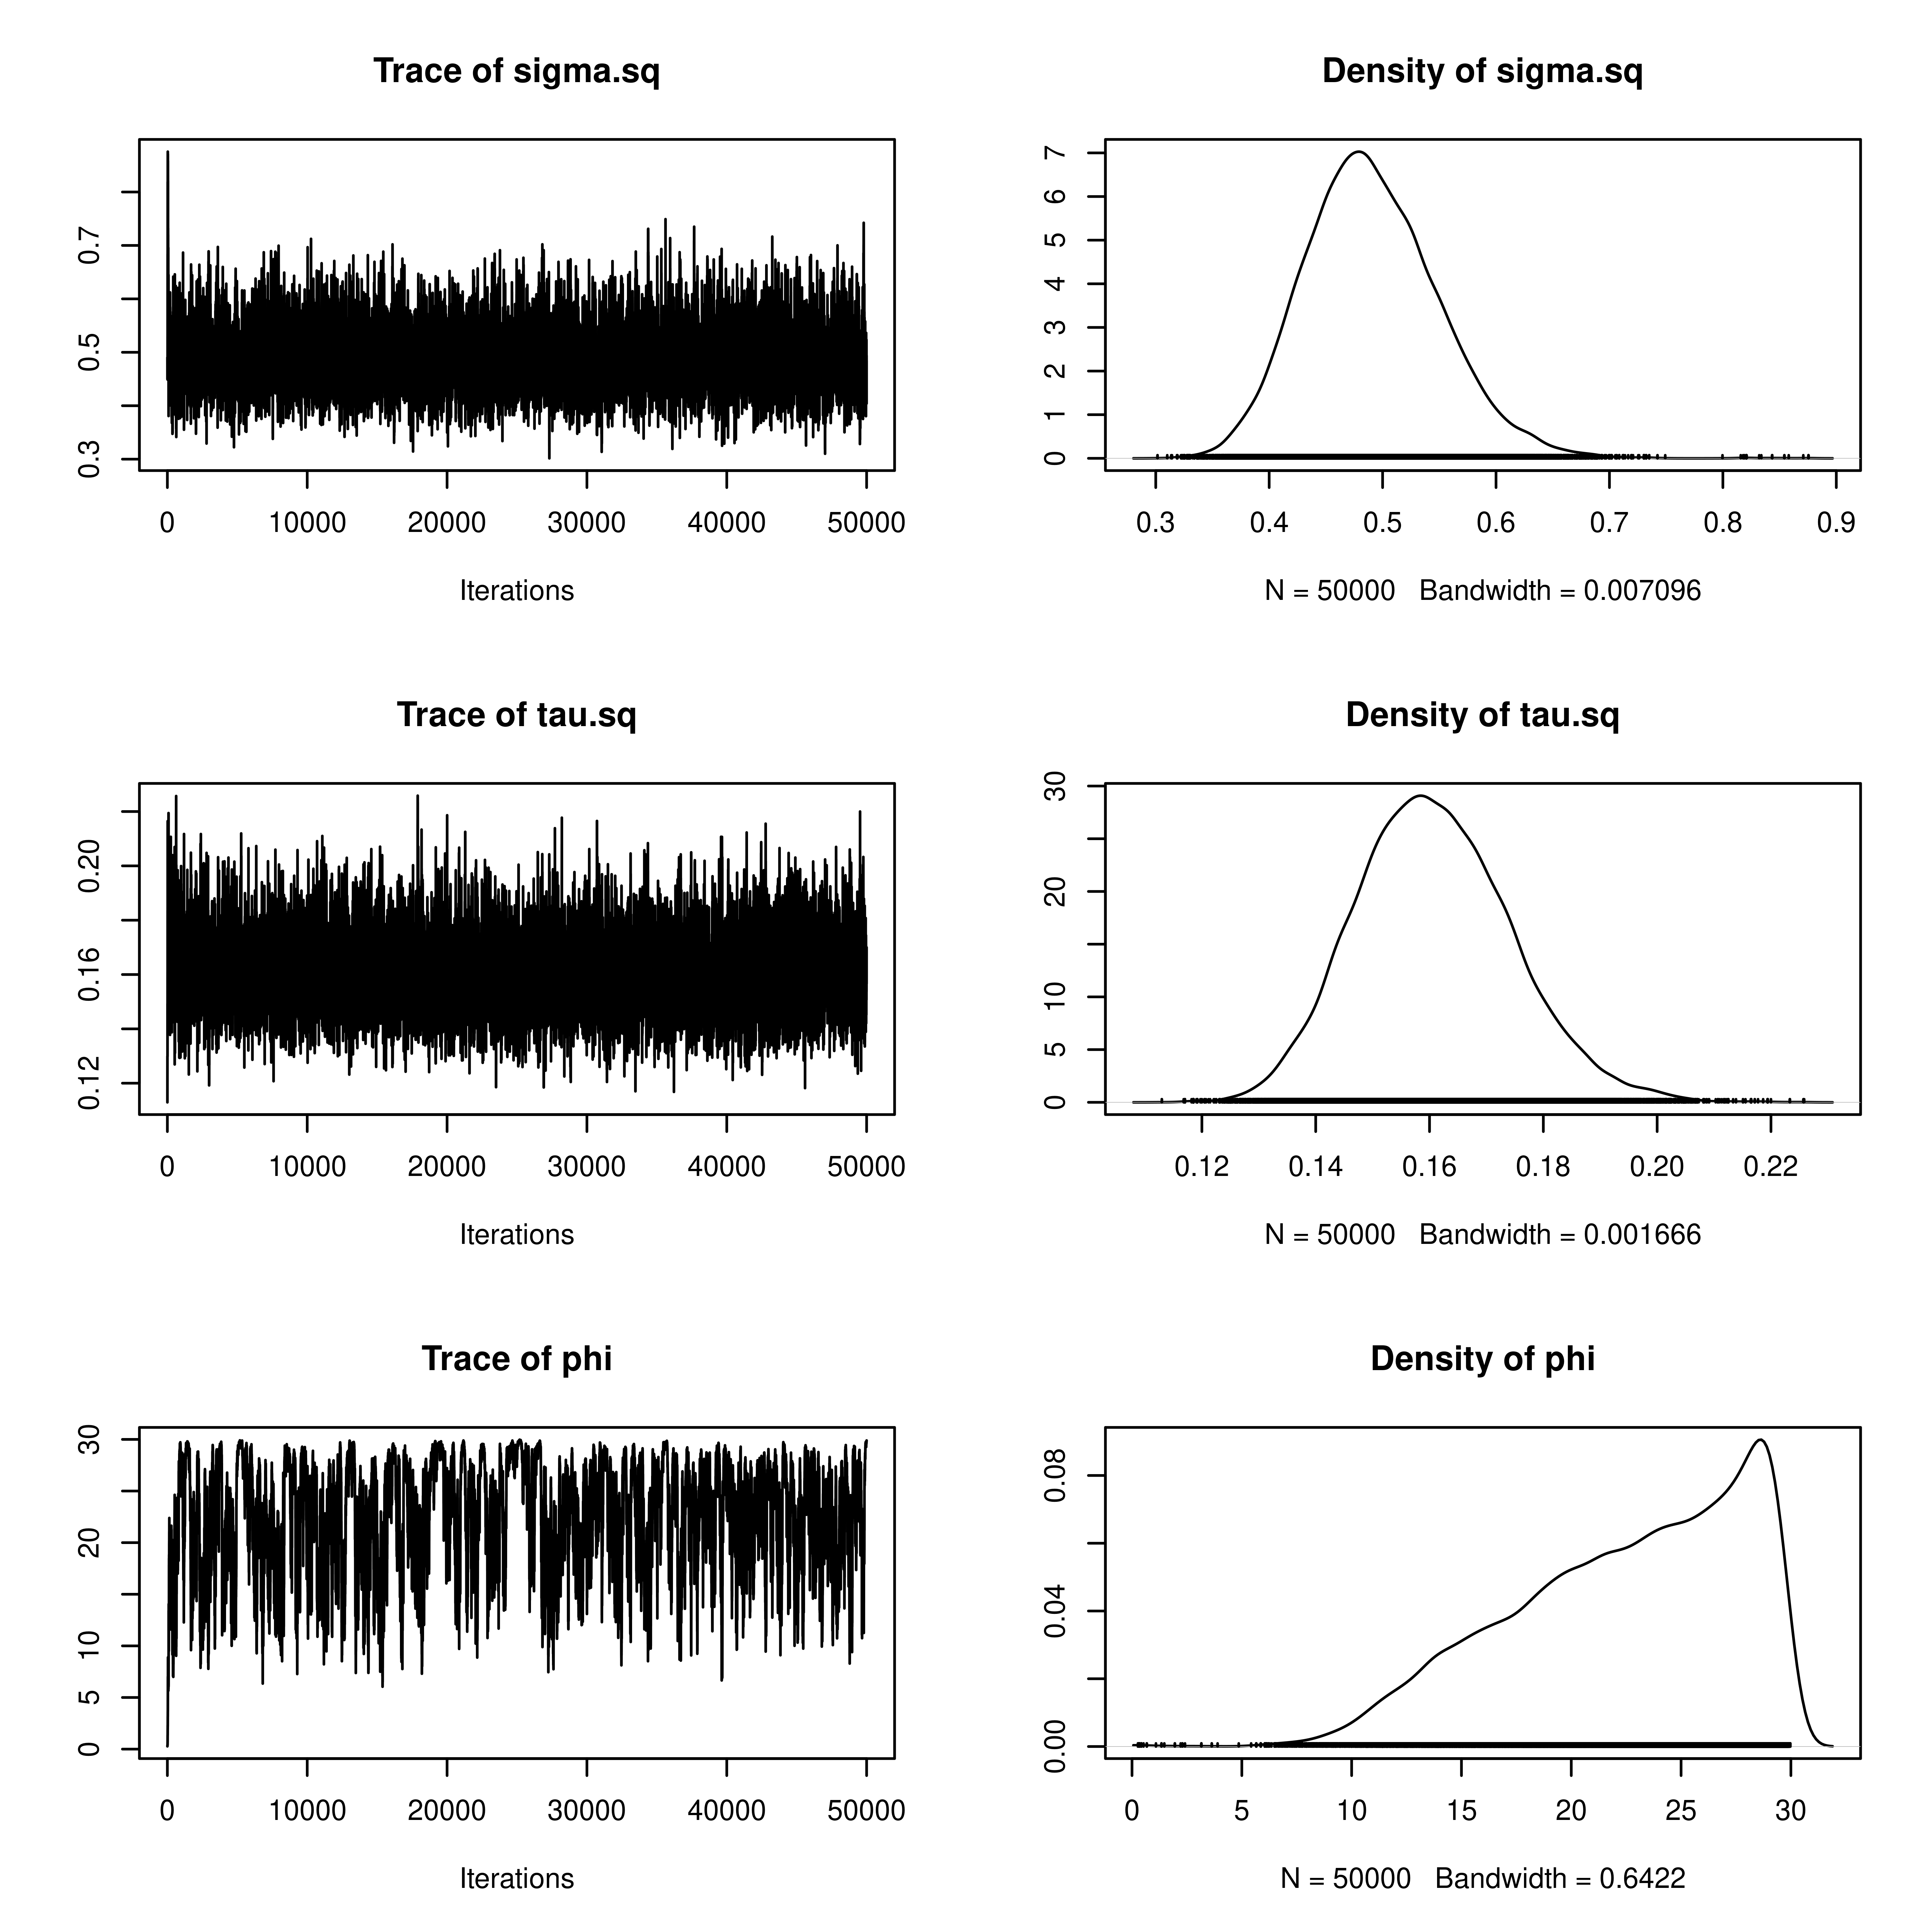 Trace of sigma.sq
0.3 0.5 0.7
0 10000 20000 30000 40000 50000
Iterations
Density of sigma.sq
0 1 2 3 4 5 6 7
0.3 0.4 0.5 0.6 0.7 0.8 0.9
N = 50000 Bandwidth = 0.007096
Trace of tau.sq
0.12 0.16 0.20
0 10000 20000 30000 40000 50000
Iterations
Density of tau.sq
0 5 10 20 30
0.12 0.14 0.16 0.18 0.20 0.22
N = 50000 Bandwidth = 0.001666
Trace of phi
0 5 10 20 30
0 10000 20000 30000 40000 50000
Iterations
Density of phi
0.00 0.04 0.08
0 5 10 15 20 25 30
N = 50000 Bandwidth = 0.6422